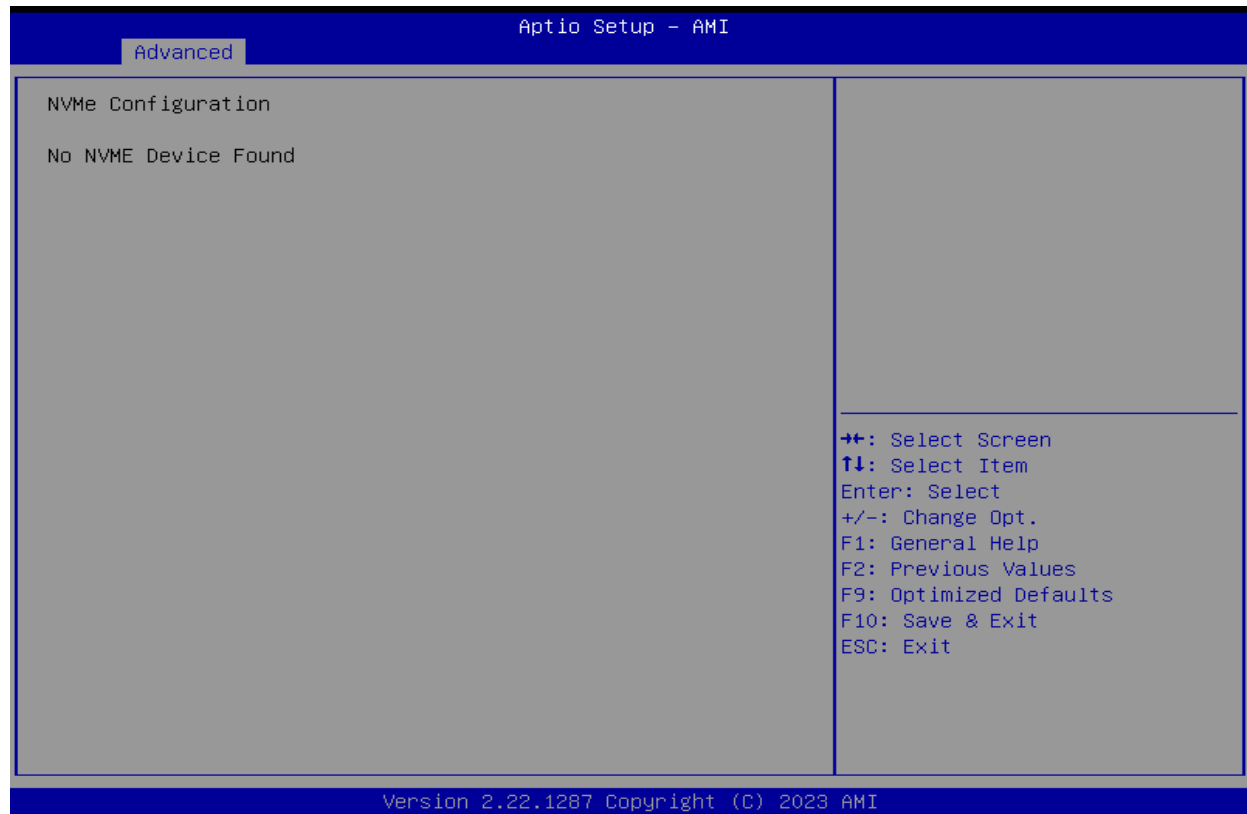 Aptio Setup – AMI
Advanced
NVMe Configuration
No NVME Device Found
→←: Select Screen
↑↓: Select Item
Enter: Select
+/-: Change Opt.
F1: General Help
F2: Previous Values
F9: Optimized Defaults
F10: Save & Exit
ESC: Exit
Version 2.22.1287 Copyright (C) 2023 AMI